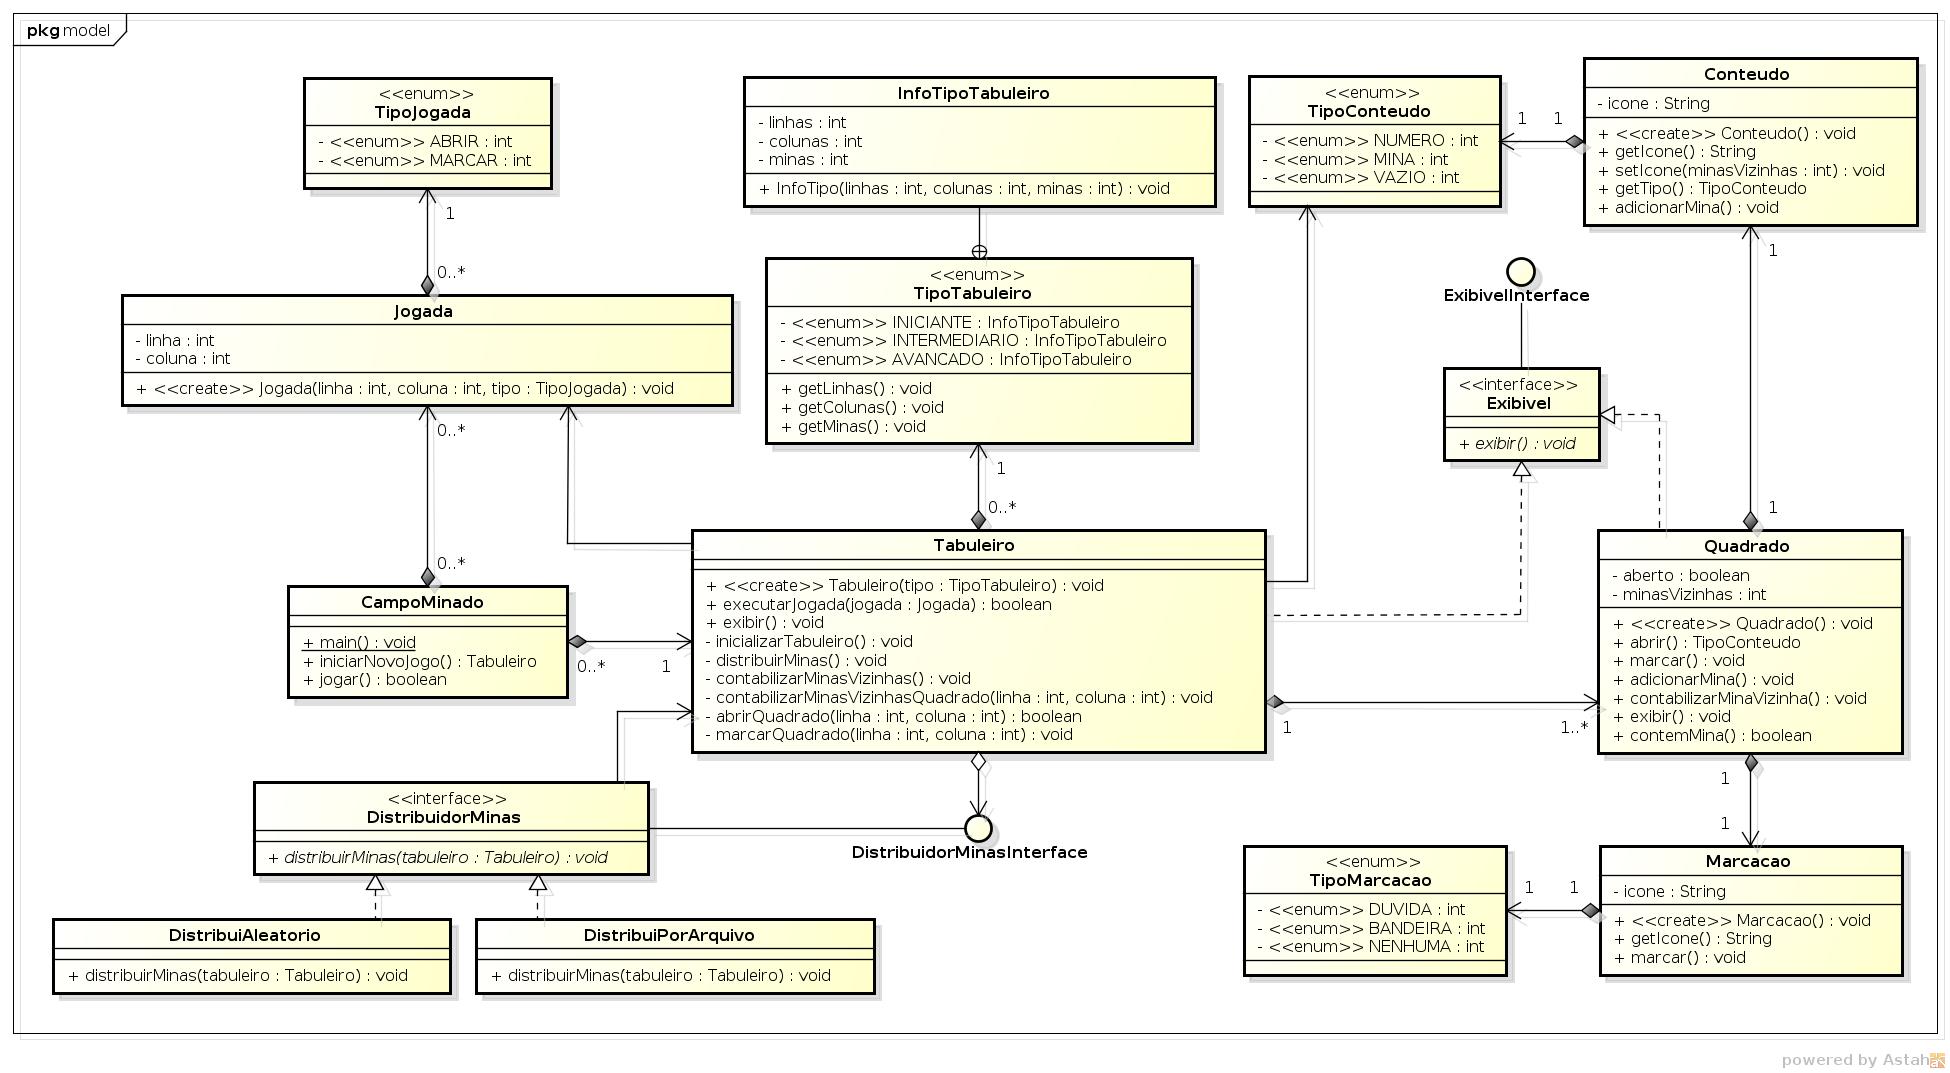 pkg model
<<enum>>
TipoJogada
- <<enum>> ABRIR : int
- <<enum>> MARCAR : int
1
0..*
InfoTipoTabuleiro
- linhas : int
- colunas : int
- minas : int
+ InfoTipo(linhas : int, colunas : int, minas : int) : void
<<enum>>
TipoConteudo
- <<enum>> NUMERO : int
- <<enum>> MINA : int
- <<enum>> VAZIO : int
1
1
Conteudo
- icone : String
+ <<create>> Conteudo() : void
+ getIcone() : String
+ setIcone(minasVizinhas : int) : void
+ getTipo() : TipoConteudo
+ adicionarMina() : void
1
Jogada
- linha : int
- coluna : int
+ <<create>> Jogada(linha : int, coluna : int, tipo : TipoJogada) : void
0..*
0..*
<<enum>>
TipoTabuleiro
- <<enum>> INICIANTE : InfoTipoTabuleiro
- <<enum>> INTERMEDIARIO : InfoTipoTabuleiro
- <<enum>> AVANCADO : InfoTipoTabuleiro
+ getLinhas() : void
+ getColunas() : void
+ getMinas() : void
1
0..*
ExibivelInterface
<<interface>>
Exibivel
+ exibir() : void
1
CampoMinado
+ main() : void
+ iniciarNovoJogo() : Tabuleiro
+ jogar() : boolean
0..*
1
Tabuleiro
+ <<create>> Tabuleiro(tipo : TipoTabuleiro) : void
+ executarJogada(jogada : Jogada) : boolean
+ exibir() : void
- inicializarTabuleiro() : void
- distribuirMinas() : void
- contabilizarMinasVizinhas() : void
- contabilizarMinasVizinhasQuadrado(linha : int, coluna : int) : void
- abrirQuadrado(linha : int, coluna : int) : boolean
- marcarQuadrado(linha : int, coluna : int) : void
1
1..*
Quadrado
- aberto : boolean
- minasVizinhas : int
+ <<create>> Quadrado() : void
+ abrir() : TipoConteudo
+ marcar() : void
+ adicionarMina() : void
+ contabilizarMinaVizinha() : void
+ exibir() : void
+ contemMina() : boolean
1
1
<<interface>>
DistribuidorMinas
+ distribuirMinas(tabuleiro : Tabuleiro) : void
DistribuidorMinasInterface
DistribuiAleatorio
+ distribuirMinas(tabuleiro : Tabuleiro) : void
DistribuiPorArquivo
+ distribuirMinas(tabuleiro : Tabuleiro) : void
<<enum>>
TipoMarcacao
- <<enum>> DUVIDA : int
- <<enum>> BANDEIRA : int
- <<enum>> NENHUMA : int
1
1
Marcacao
- icone : String
+ <<create>> Marcacao() : void
+ getIcone() : String
+ marcar() : void
powered by Astah